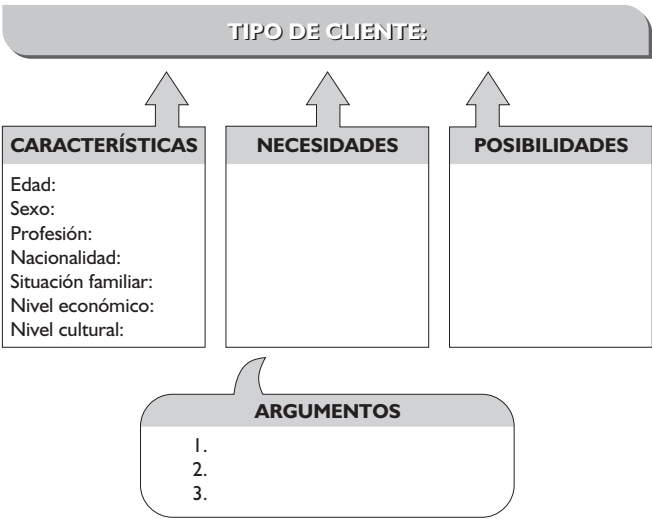 TIPO DE CLIENTE:
CARACTERÍSTICAS
Edad:
Sexo:
Profesión:
Nacionalidad:
Situación familiar:
Nivel económico:
Nivel cultural:
NECESIDADES
POSIBILIDADES
ARGUMENTOS
1.
2.
3.